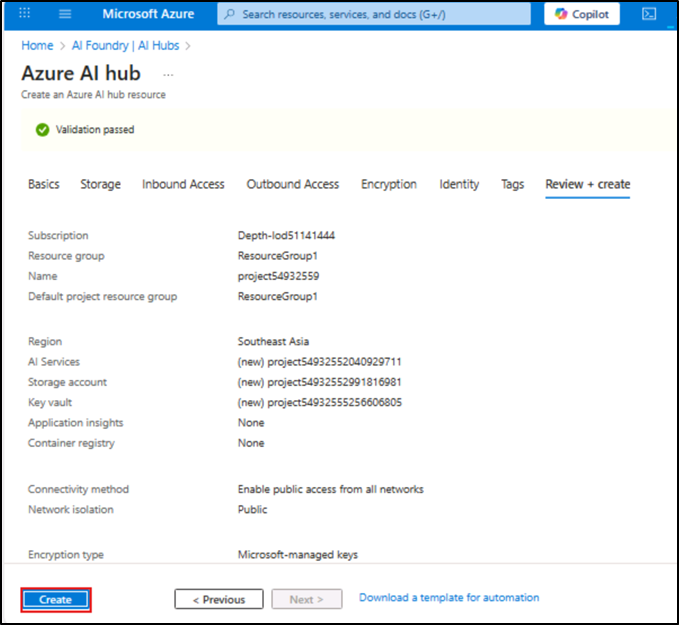 Microsoft Azure Search resources, services, and docs (G+/) Copilot
Home > AI Foundry | AI Hubs >
Azure AI hub ...
Create an Azure AI hub resource
Validation passed
Basics Storage Inbound Access Outbound Access Encryption Identity Tags Review + create
Subscription Depth-lod51141444
Resource group ResourceGroup1
Name project54932559
Default project resource group ResourceGroup1
Region Southeast Asia
AI Services (new) project54932552040929711
Storage account (new) project54932552991816981
Key vault (new) project54932555256606805
Application insights None
Container registry None
Connectivity method Enable public access from all networks
Network isolation Public
Encryption type Microsoft-managed keys
Create < Previous Next > Download a template for automation